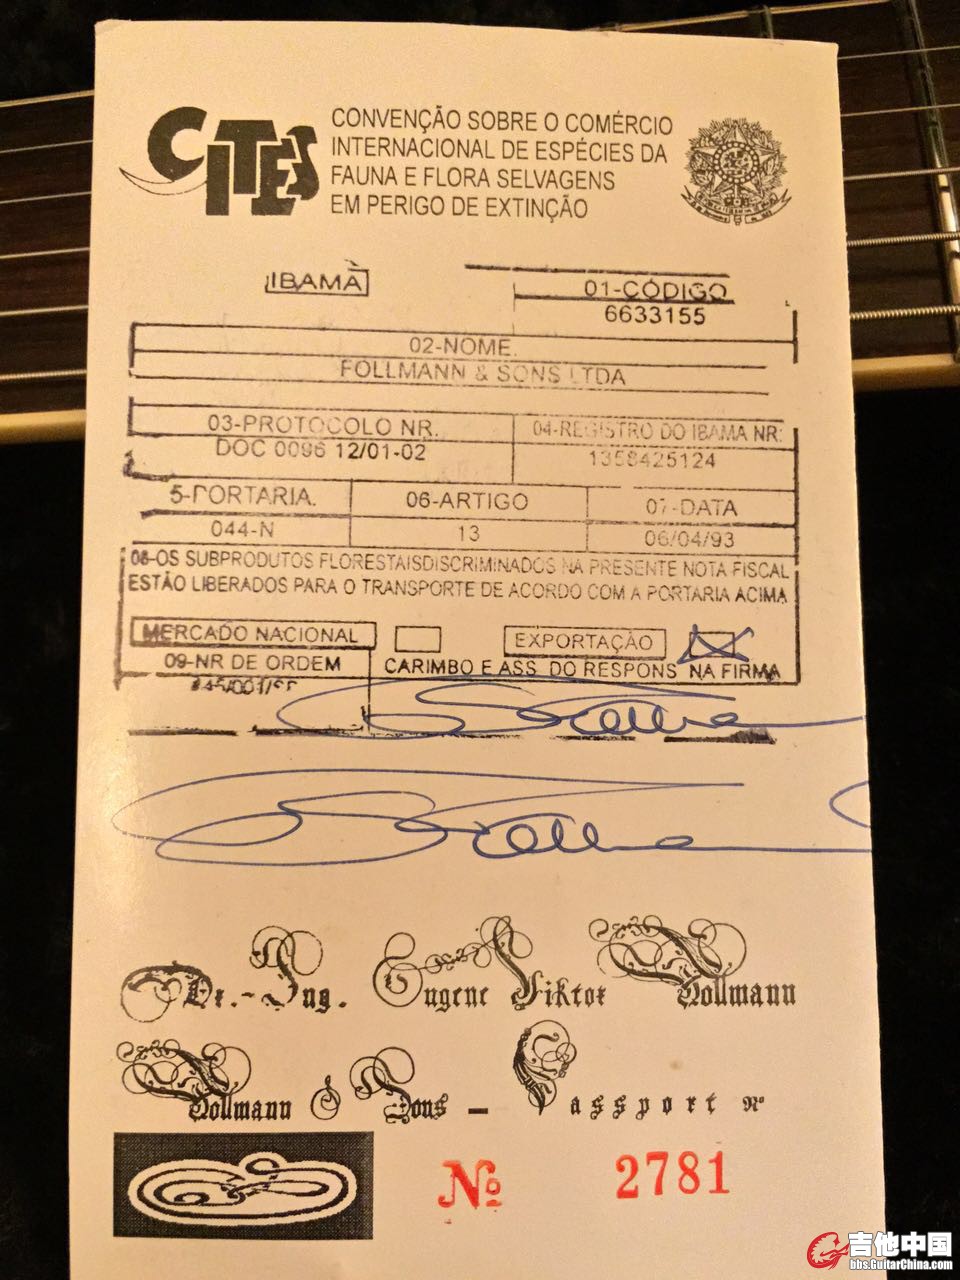 CITES
CONVENÇÃO SOBRE O COMÉRCIO
INTERNACIONAL DE ESPÉCIES DA
FAUNA E FLORA SELVAGENS
EM PERIGO DE EXTINÇÃO
IBAMA
01-CÓDIGO
6633155
02-NOME.
FOLLMANN & SONS LTDA
03-PROTOCOLO NR.
DOC 0096 12/01-02
04-REGISTRO DO IBAMA NR:
1358425124
5-PORTARIA.
06-ARTIGO
07-DATA
044-N
13
06/04/93
08-OS SUBPRODUTOS FLORESTAISDISCRIMINADOS NA PRESENTE NOTA FISCAL
ESTÃO LIBERADOS PARA O TRANSPORTE DE ACORDO COM A PORTARIA ACIMA
MERCADO NACIONAL
EXPORTAÇÃO
09-NR DE ORDEM
CARIMBO E ASS DO RESPONS NA FIRMA
Dr.-Ing. Eugene Viktor Follmann
Follmann & Sons - Passport Nº
Nº 2781
吉他中国
bbs.GuitarChina.com